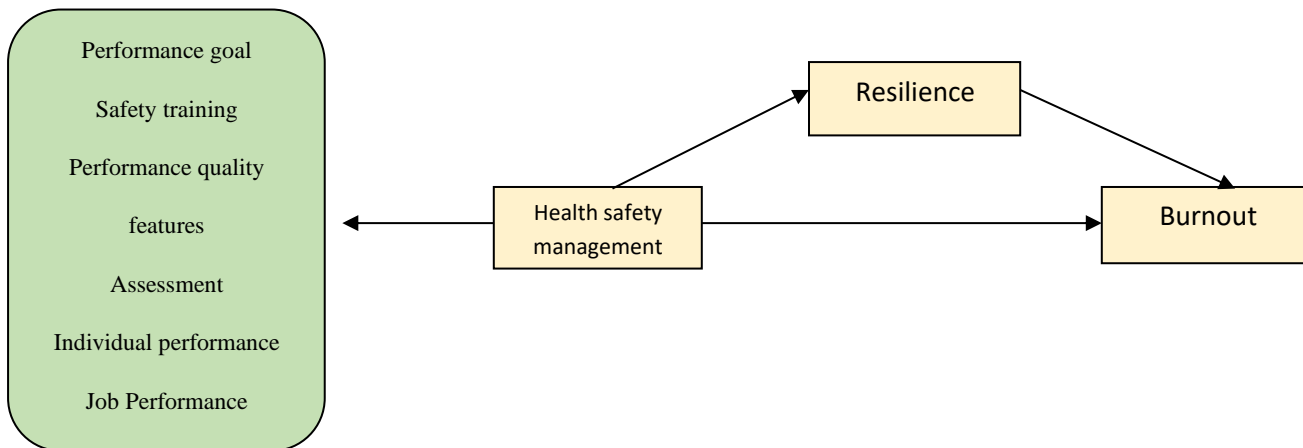 Performance goal
Safety training
Performance quality
features
Assessment
Individual performance
Job Performance
Resilience
Health safety
management
Burnout